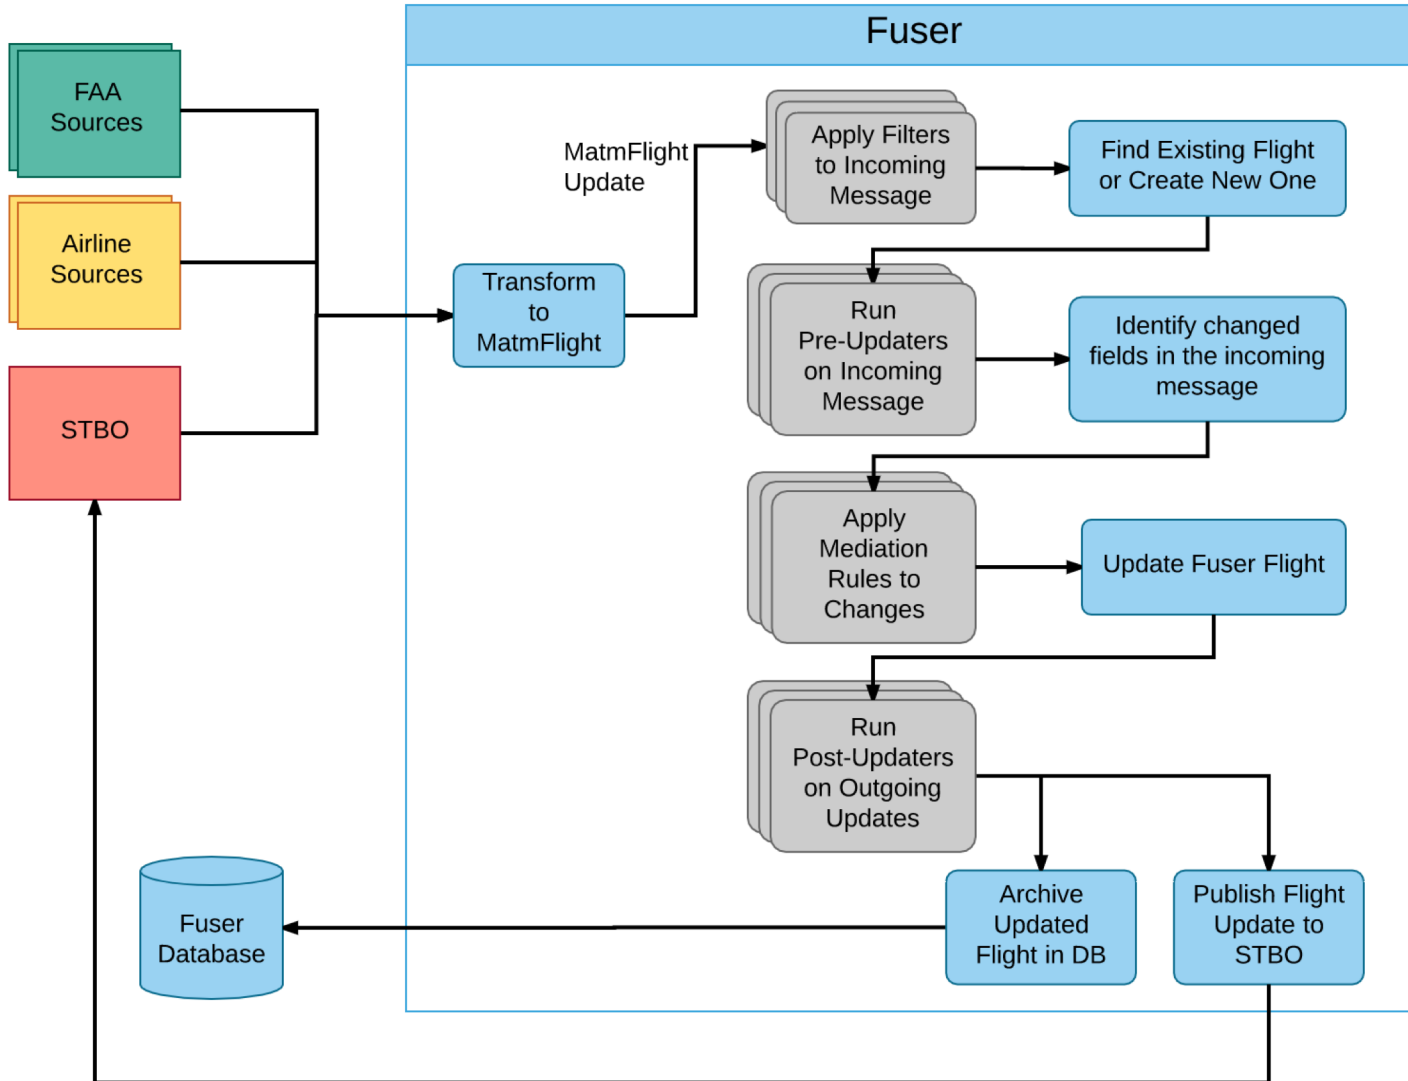 Fuser
FAA
Sources
Airline
Sources
STBO
Transform
to
MatmFlight
MatmFlight
Update
Apply Filters
to Incoming
Message
Find Existing Flight
or Create New One
Run
Pre-Updaters
on Incoming
Message
Identify changed
fields in the incoming
message
Apply
Mediation
Rules to
Changes
Update Fuser Flight
Run
Post-Updaters
on Outgoing
Updates
Archive
Updated
Flight in DB
Publish Flight
Update to
STBO
Fuser
Database